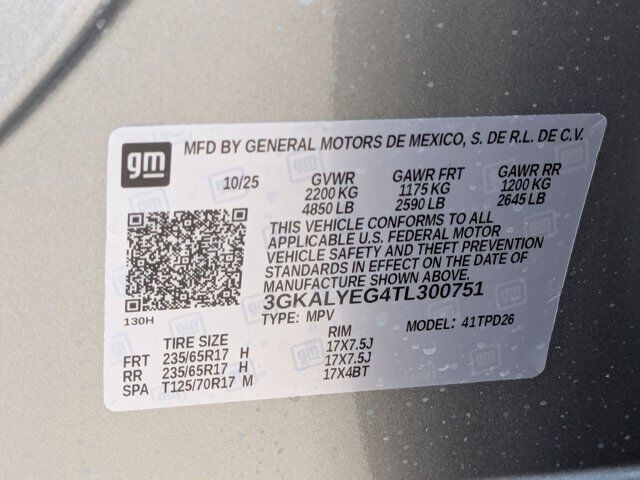 gm MFD BY GENERAL MOTORS DE MEXICO, S. DE R.L. DE C.V.
10/25 GVWR GAWR FRT GAWR RR
2200 KG 1175 KG 1200 KG
4850 LB 2590 LB 2645 LB
THIS VEHICLE CONFORMS TO ALL
APPLICABLE U.S. FEDERAL MOTOR
VEHICLE SAFETY AND THEFT PREVENTION
STANDARDS IN EFFECT ON THE DATE OF
MANUFACTURE SHOWN ABOVE.
3GKALYEG4TL300751
130H
TYPE: MPV MODEL: 41TPD26
TIRE SIZE RIM
FRT 235/65R17 H 17X7.5J
RR 235/65R17 H 17X7.5J
SPA T125/70R17 M 17X4BT